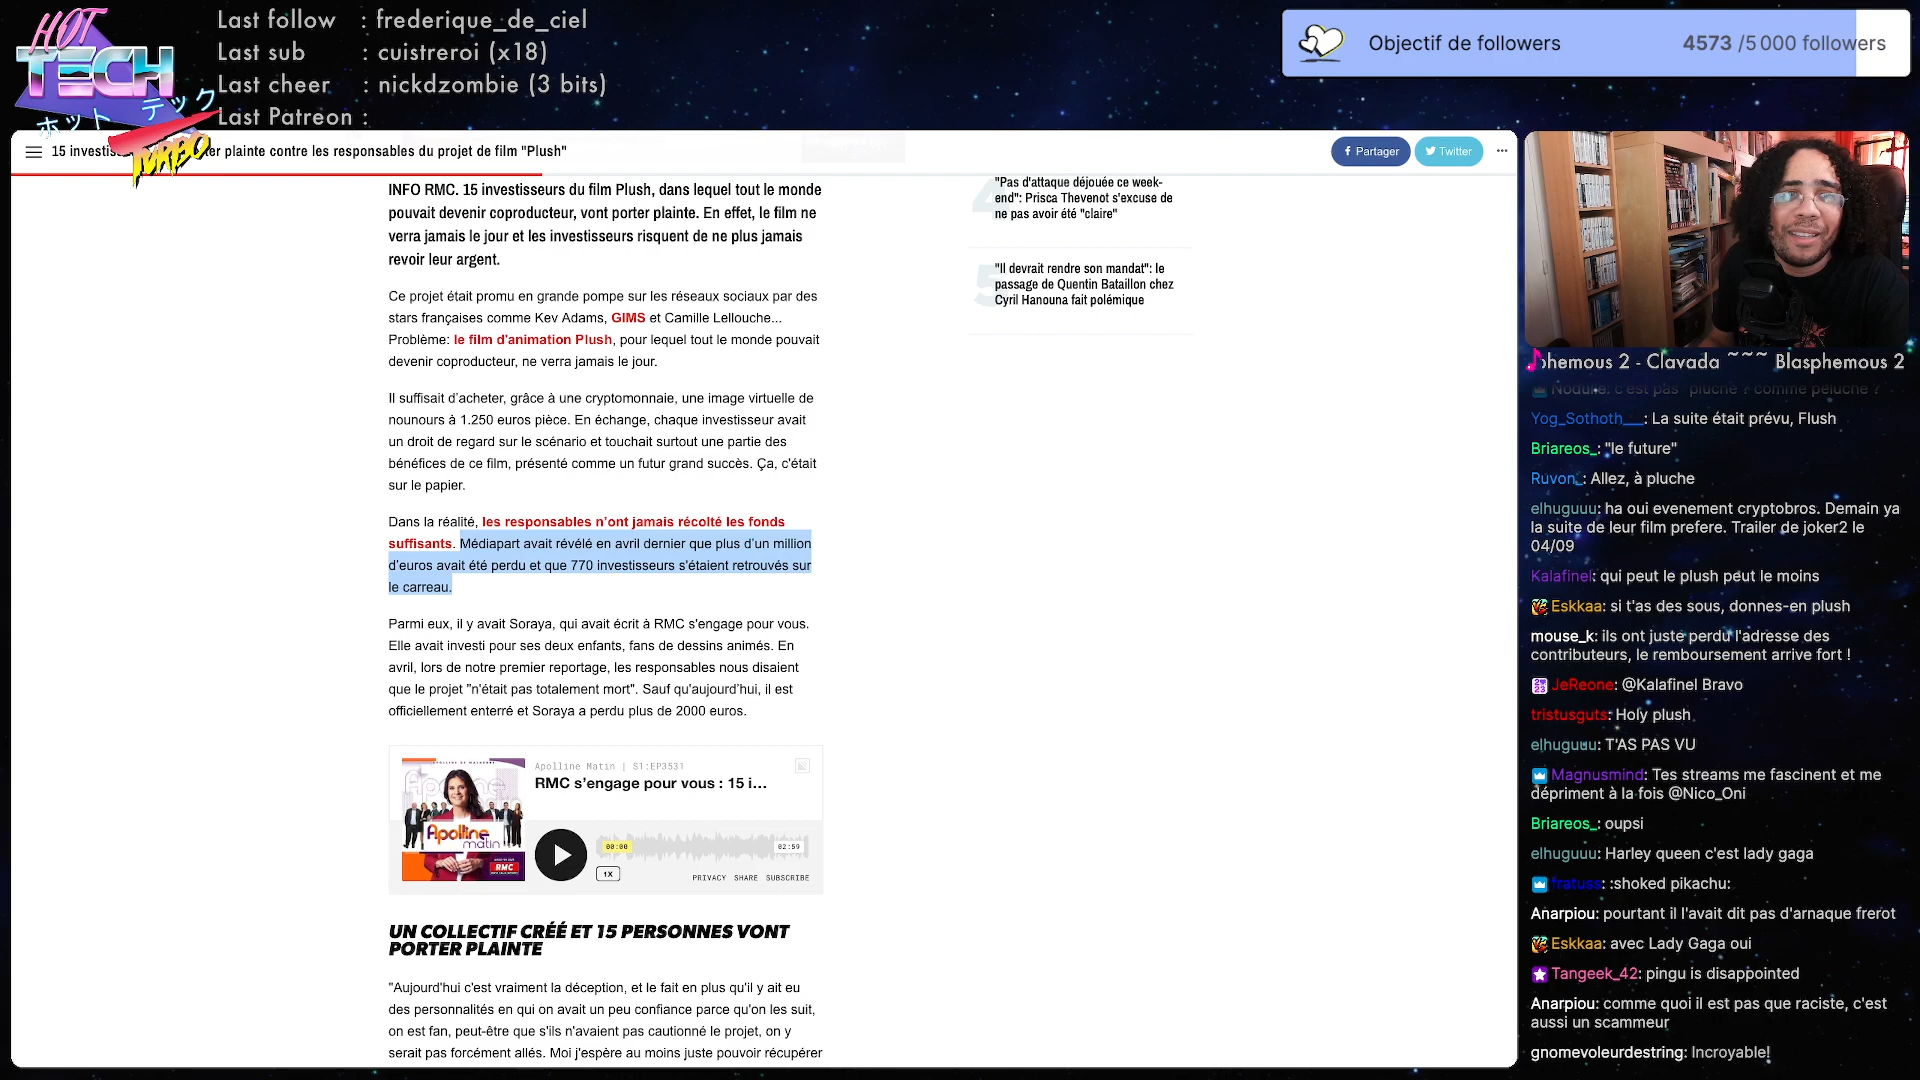 HOT
TECH
ホット テック
TURBO
Last follow : frederique_de_ciel
Last sub : cuistreroi (x18)
Last cheer : nickdzombie (3 bits)
Last Patreon :
Objectif de followers 4573 /5 000 followers
15 investis
ter plainte contre les responsables du projet de film "Plush"
Partager
Twitter
INFO RMC. 15 investisseurs du film Plush, dans lequel tout le monde
pouvait devenir coproducteur, vont porter plainte. En effet, le film ne
verra jamais le jour et les investisseurs risquent de ne plus jamais
revoir leur argent.
Ce projet était promu en grande pompe sur les réseaux sociaux par des
stars françaises comme Kev Adams, GIMS et Camille Lellouche...
Problème: le film d'animation Plush, pour lequel tout le monde pouvait
devenir coproducteur, ne verra jamais le jour.
Il suffisait d'acheter, grâce à une cryptomonnaie, une image virtuelle de
nounours à 1.250 euros pièce. En échange, chaque investisseur avait
un droit de regard sur le scénario et touchait surtout une partie des
bénéfices de ce film, présenté comme un futur grand succès. Ça, c'était
sur le papier.
Dans la réalité, les responsables n'ont jamais récolté les fonds
suffisants. Médiapart avait révélé en avril dernier que plus d'un million
d'euros avait été perdu et que 770 investisseurs s'étaient retrouvés sur
le carreau.
Parmi eux, il y avait Soraya, qui avait écrit à RMC s'engage pour vous.
Elle avait investi pour ses deux enfants, fans de dessins animés. En
avril, lors de notre premier reportage, les responsables nous disaient
que le projet "n'était pas totalement mort". Sauf qu'aujourd'hui, il est
officiellement enterré et Soraya a perdu plus de 2000 euros.
Apolline
matin
RMC
Apolline Matin | S1:EP3531
RMC s'engage pour vous : 15 i...
00:00
02:59
1X
PRIVACY SHARE SUBSCRIBE
UN COLLECTIF CRÉÉ ET 15 PERSONNES VONT
PORTER PLAINTE
"Aujourd'hui c'est vraiment la déception, et le fait en plus qu'il y ait eu
des personnalités en qui on avait un peu confiance parce qu'on les suit,
on est fan, peut-être que s'ils n'avaient pas cautionné le projet, on y
serait pas forcément allés. Moi j'espère au moins juste pouvoir récupérer
4
"Pas d'attaque déjouée ce week-
end": Prisca Thevenot s'excuse de
ne pas avoir été "claire"
5
"Il devrait rendre son mandat": le
passage de Quentin Bataillon chez
Cyril Hanouna fait polémique
phemous 2 - Clavada ~~~ Blasphemous 2
Nodule: c'est pas "pluche"? comme peluche ?
Yog_Sothoth___: La suite était prévu, Flush
Briareos_: "le future"
Ruvon_: Allez, à pluche
elhuguuu: ha oui evenement cryptobros. Demain ya
la suite de leur film prefere. Trailer de joker2 le
04/09
Kalafinel: qui peut le plush peut le moins
Eskkaa: si t'as des sous, donnes-en plush
mouse_k: ils ont juste perdu l'adresse des
contributeurs, le remboursement arrive fort !
JeReone: @Kalafinel Bravo
tristusguts: Holy plush
elhuguuu: T'AS PAS VU
Magnusmind: Tes streams me fascinent et me
dépriment à la fois @Nico_Oni
Briareos_: oupsi
elhuguuu: Harley queen c'est lady gaga
fratuss: :shoked pikachu:
Anarpiou: pourtant il l'avait dit pas d'arnaque frerot
Eskkaa: avec Lady Gaga oui
Tangeek_42: pingu is disappointed
Anarpiou: comme quoi il est pas que raciste, c'est
aussi un scammeur
gnomevoleurdestring: Incroyable!